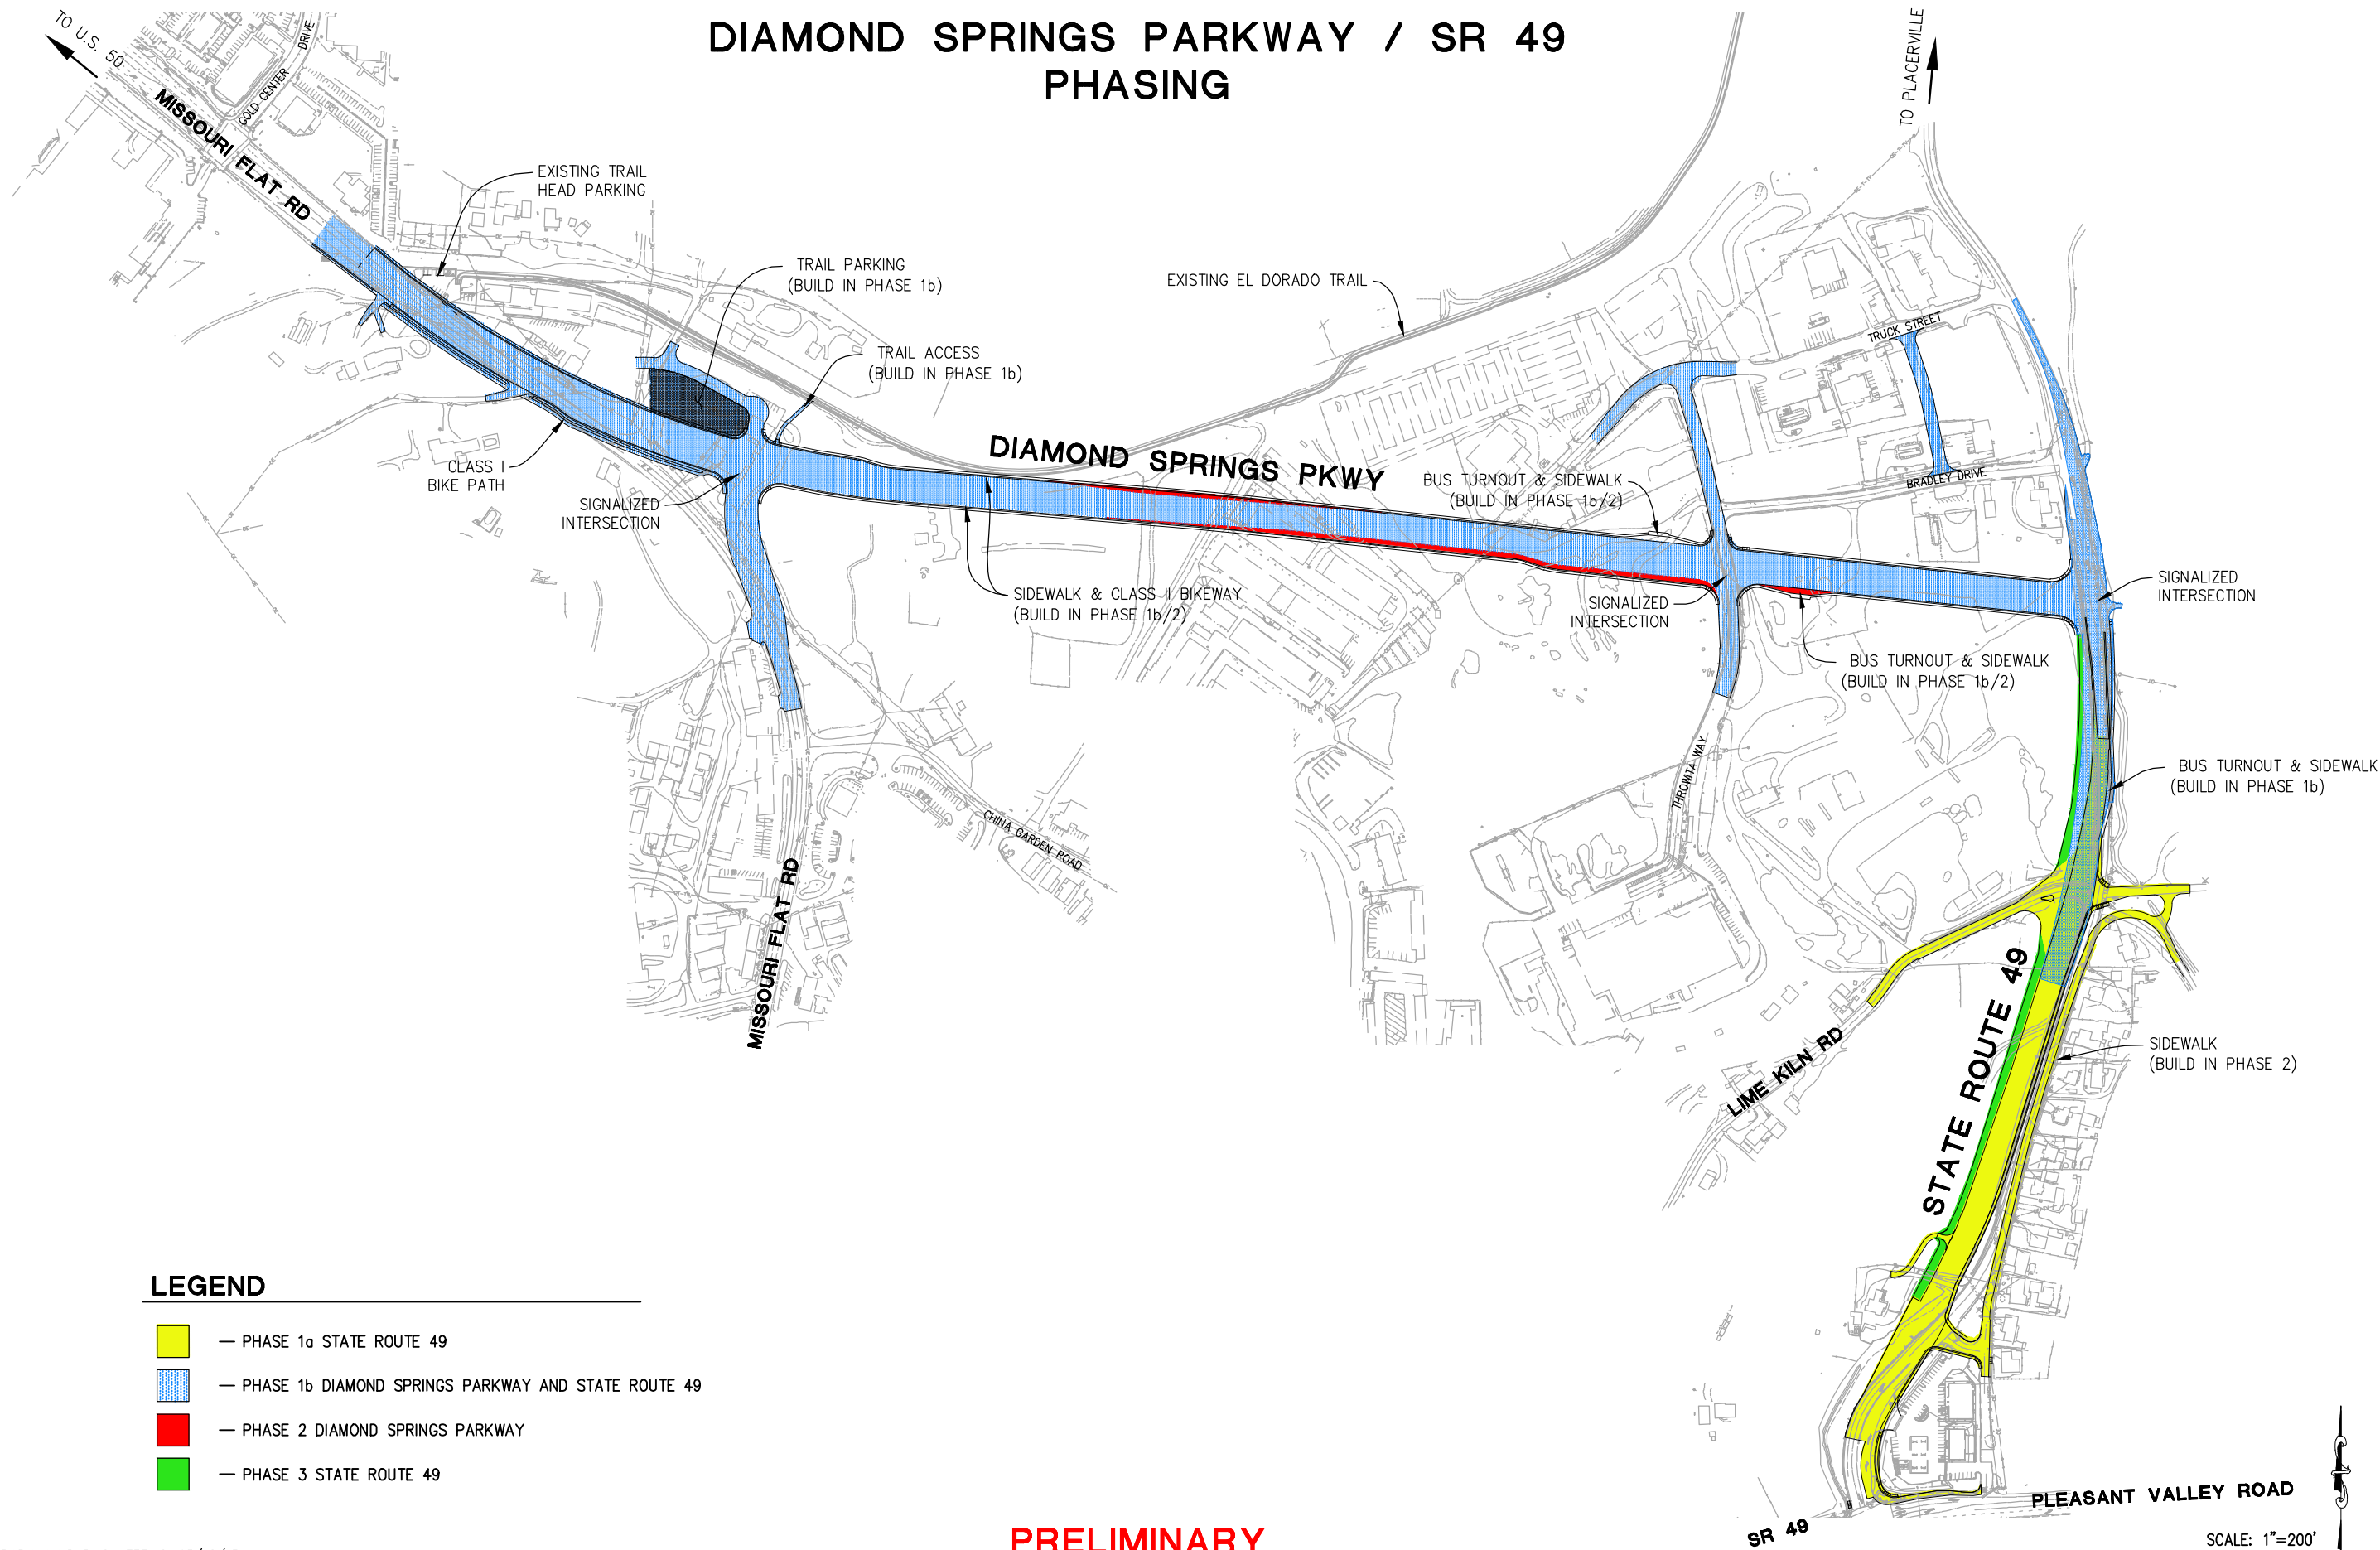 DIAMOND SPRINGS PARKWAY / SR 49
PHASING
TO U.S. 50
MISSOURI FLAT RD
GOLD CENTER
DRIVE
EXISTING TRAIL
HEAD PARKING
TRAIL PARKING
(BUILD IN PHASE 1b)
TRAIL ACCESS
(BUILD IN PHASE 1b)
EXISTING EL DORADO TRAIL
TO PLACERVILLE
TRUCK STREET
BRADLEY DRIVE
CLASS I
BIKE PATH
SIGNALIZED
INTERSECTION
DIAMOND SPRINGS PKWY
BUS TURNOUT & SIDEWALK
(BUILD IN PHASE 1b/2)
SIDEWALK & CLASS II BIKEWAY
(BUILD IN PHASE 1b/2)
SIGNALIZED
INTERSECTION
SIGNALIZED
INTERSECTION
BUS TURNOUT & SIDEWALK
(BUILD IN PHASE 1b/2)
BUS TURNOUT & SIDEWALK
(BUILD IN PHASE 1b)
THROWITA WAY
CHINA GARDEN ROAD
MISSOURI FLAT RD
LIME KILN RD
STATE ROUTE 49
SIDEWALK
(BUILD IN PHASE 2)
LEGEND
— PHASE 1a STATE ROUTE 49
— PHASE 1b DIAMOND SPRINGS PARKWAY AND STATE ROUTE 49
— PHASE 2 DIAMOND SPRINGS PARKWAY
— PHASE 3 STATE ROUTE 49
PLEASANT VALLEY ROAD
SR 49
SCALE: 1"=200'
PRELIMINARY